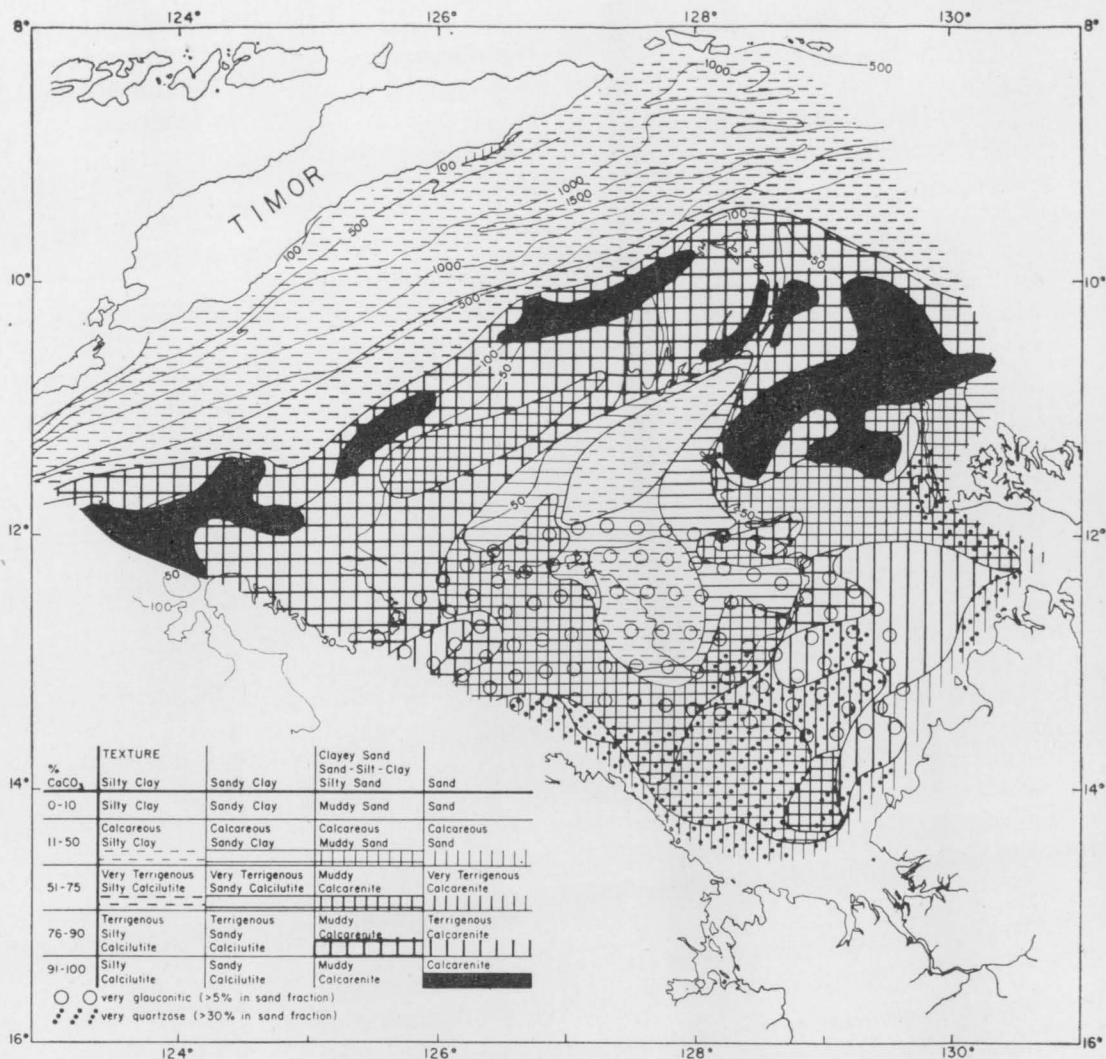 124° 126° 128° 130°
8° 8°
1000
500
100
TIMOR
1000
1500
500
100
100
50
1000
10° 10°
500
100
50
50
50
12° 12°
50
100
50
TEXTURE
Clayey Sand
Sand-Silt-Clay
% CaCO₃ Silty Clay Sandy Clay Silty Sand Sand
14° 14°
0-10 Silty Clay Sandy Clay Muddy Sand Sand
11-50 Calcareous Calcareous Calcareous Calcareous
Silty Clay Sandy Clay Muddy Sand Sand
51-75 Very Terrigenous Very Terrigenous Muddy Very Terrigenous
Silty Calcilutite Sandy Calcilutite Calcarenite Calcarenite
Terrigenous Terrigenous Muddy Terrigenous
76-90 Silty Sandy Calcarenite Calcarenite
Calcilutite Calcilutite
91-100 Silty Sandy Muddy Calcarenite
Calcilutite Calcilutite Calcarenite
very glauconitic (>5% in sand fraction)
very quartzose (>30% in sand fraction)
16° 16°
124° 126° 128° 130°